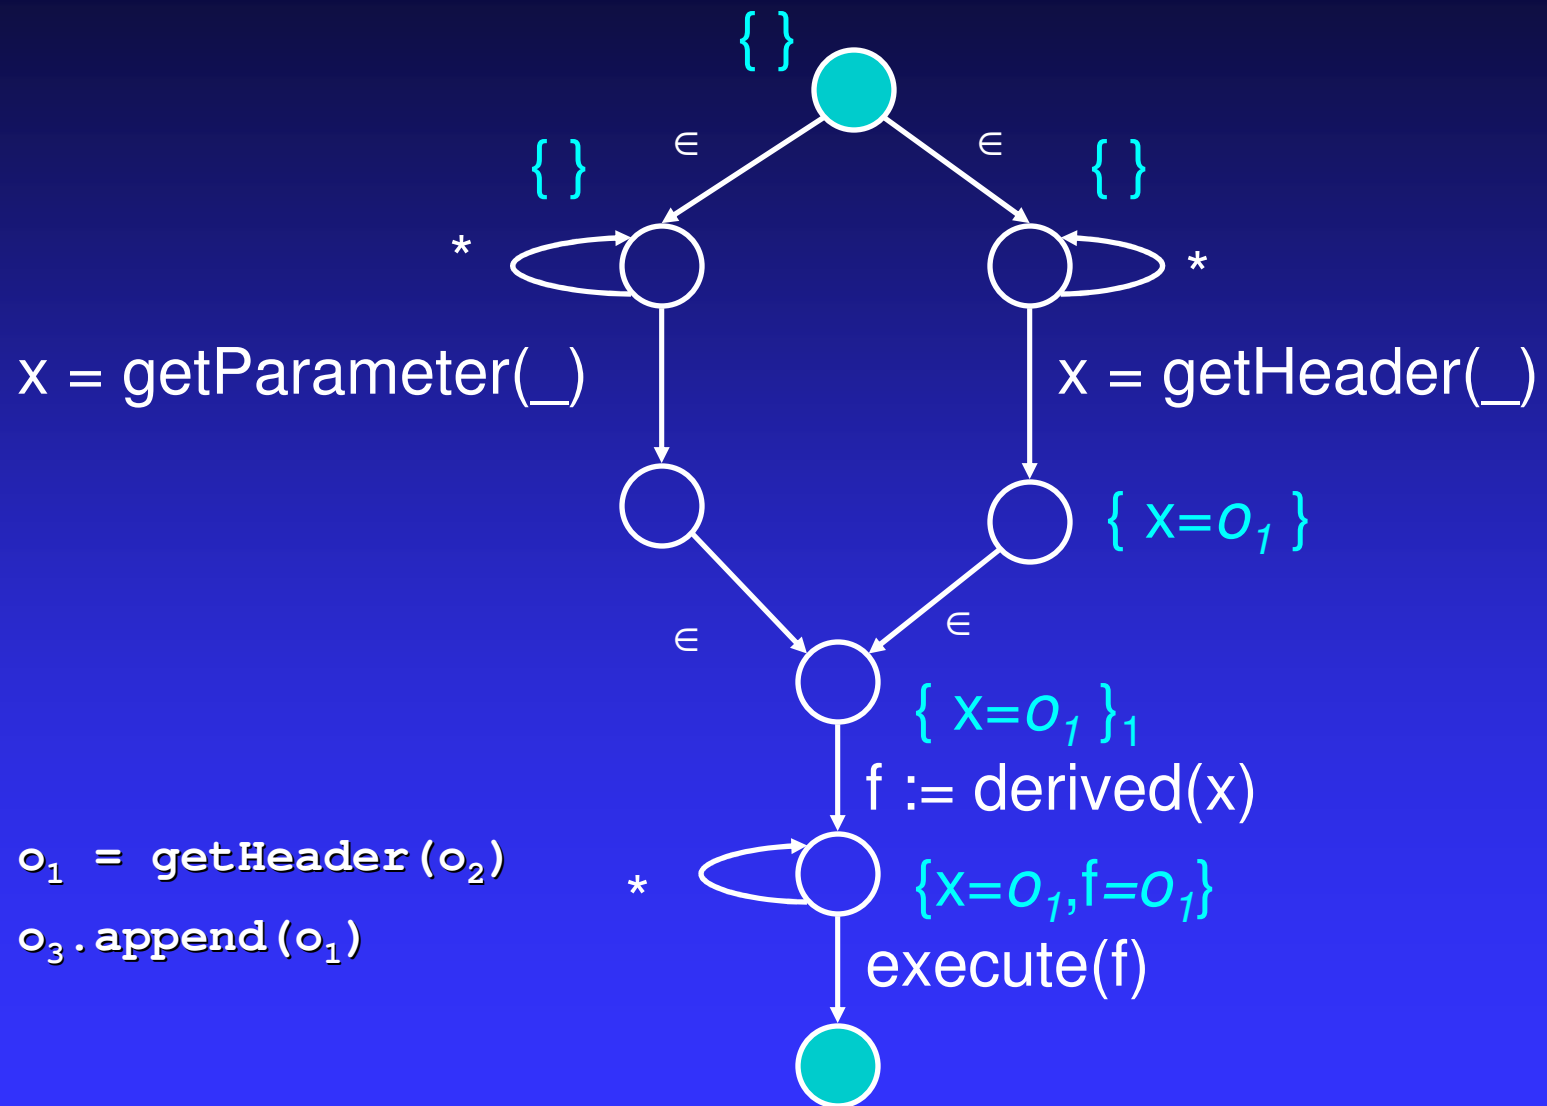 { }
∈ ∈
{ } { }
* *
x = getParameter(_) x = getHeader(_)
{ x=o₁ }
∈ ∈
{ x=o₁ }₁
f := derived(x)
o₁ = getHeader(o₂)
* {x=o₁,f=o₁}
o₃.append(o₁)
execute(f)